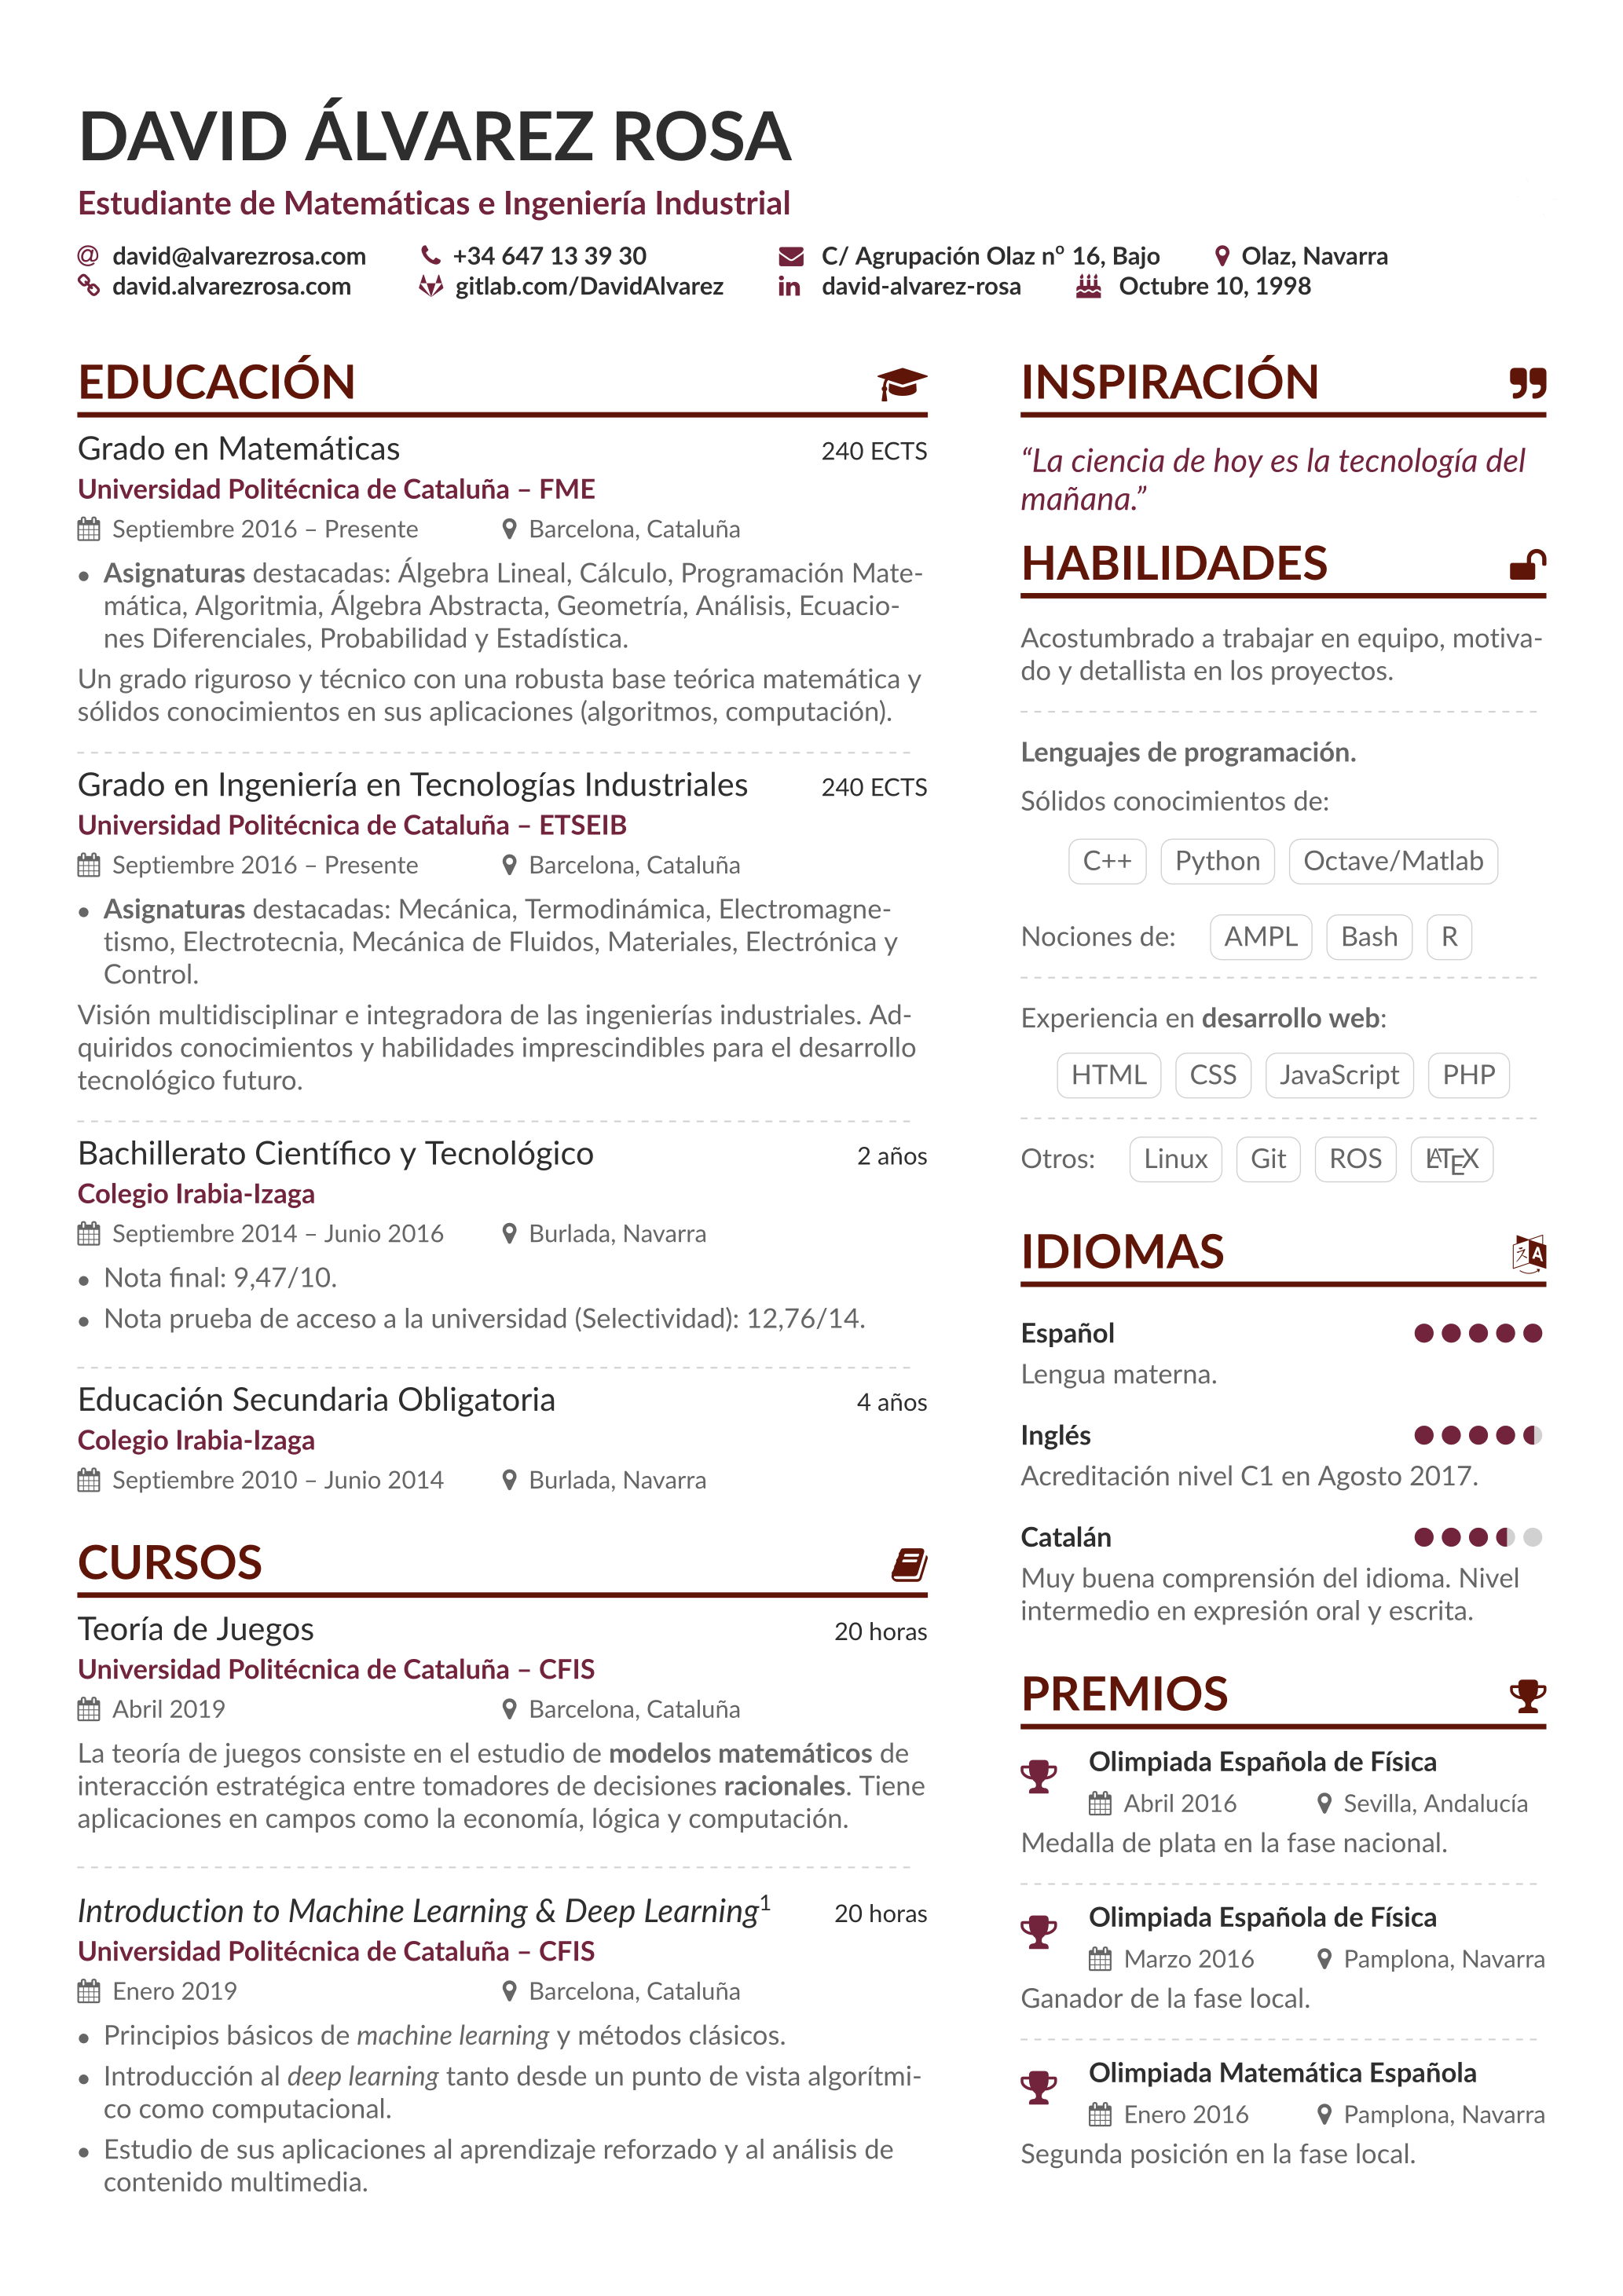 DAVID ÁLVAREZ ROSA
Estudiante de Matemáticas e Ingeniería Industrial
david@alvarezrosa.com +34 647 13 39 30 C/ Agrupación Olaz nº 16, Bajo Olaz, Navarra
david.alvarezrosa.com gitlab.com/DavidAlvarez david-alvarez-rosa Octubre 10, 1998
EDUCACIÓN
Grado en Matemáticas 240 ECTS
Universidad Politécnica de Cataluña – FME
Septiembre 2016 – Presente Barcelona, Cataluña
• Asignaturas destacadas: Álgebra Lineal, Cálculo, Programación Mate-
mática, Algoritmia, Álgebra Abstracta, Geometría, Análisis, Ecuacio-
nes Diferenciales, Probabilidad y Estadística.
Un grado riguroso y técnico con una robusta base teórica matemática y
sólidos conocimientos en sus aplicaciones (algoritmos, computación).
Grado en Ingeniería en Tecnologías Industriales 240 ECTS
Universidad Politécnica de Cataluña – ETSEIB
Septiembre 2016 – Presente Barcelona, Cataluña
• Asignaturas destacadas: Mecánica, Termodinámica, Electromagne-
tismo, Electrotecnia, Mecánica de Fluidos, Materiales, Electrónica y
Control.
Visión multidisciplinar e integradora de las ingenierías industriales. Ad-
quiridos conocimientos y habilidades imprescindibles para el desarrollo
tecnológico futuro.
Bachillerato Científico y Tecnológico 2 años
Colegio Irabia-Izaga
Septiembre 2014 – Junio 2016 Burlada, Navarra
• Nota final: 9,47/10.
• Nota prueba de acceso a la universidad (Selectividad): 12,76/14.
Educación Secundaria Obligatoria 4 años
Colegio Irabia-Izaga
Septiembre 2010 – Junio 2014 Burlada, Navarra
CURSOS
Teoría de Juegos 20 horas
Universidad Politécnica de Cataluña – CFIS
Abril 2019 Barcelona, Cataluña
La teoría de juegos consiste en el estudio de modelos matemáticos de
interacción estratégica entre tomadores de decisiones racionales. Tiene
aplicaciones en campos como la economía, lógica y computación.
Introduction to Machine Learning & Deep Learning¹ 20 horas
Universidad Politécnica de Cataluña – CFIS
Enero 2019 Barcelona, Cataluña
• Principios básicos de machine learning y métodos clásicos.
• Introducción al deep learning tanto desde un punto de vista algorítmi-
co como computacional.
• Estudio de sus aplicaciones al aprendizaje reforzado y al análisis de
contenido multimedia.
INSPIRACIÓN
“La ciencia de hoy es la tecnología del
mañana.”
HABILIDADES
Acostumbrado a trabajar en equipo, motiva-
do y detallista en los proyectos.
Lenguajes de programación.
Sólidos conocimientos de:
C++ Python Octave/Matlab
Nociones de: AMPL Bash R
Experiencia en desarrollo web:
HTML CSS JavaScript PHP
Otros: Linux Git ROS LATEX
IDIOMAS
Español
Lengua materna.
Inglés
Acreditación nivel C1 en Agosto 2017.
Catalán
Muy buena comprensión del idioma. Nivel
intermedio en expresión oral y escrita.
PREMIOS
Olimpiada Española de Física
Abril 2016 Sevilla, Andalucía
Medalla de plata en la fase nacional.
Olimpiada Española de Física
Marzo 2016 Pamplona, Navarra
Ganador de la fase local.
Olimpiada Matemática Española
Enero 2016 Pamplona, Navarra
Segunda posición en la fase local.